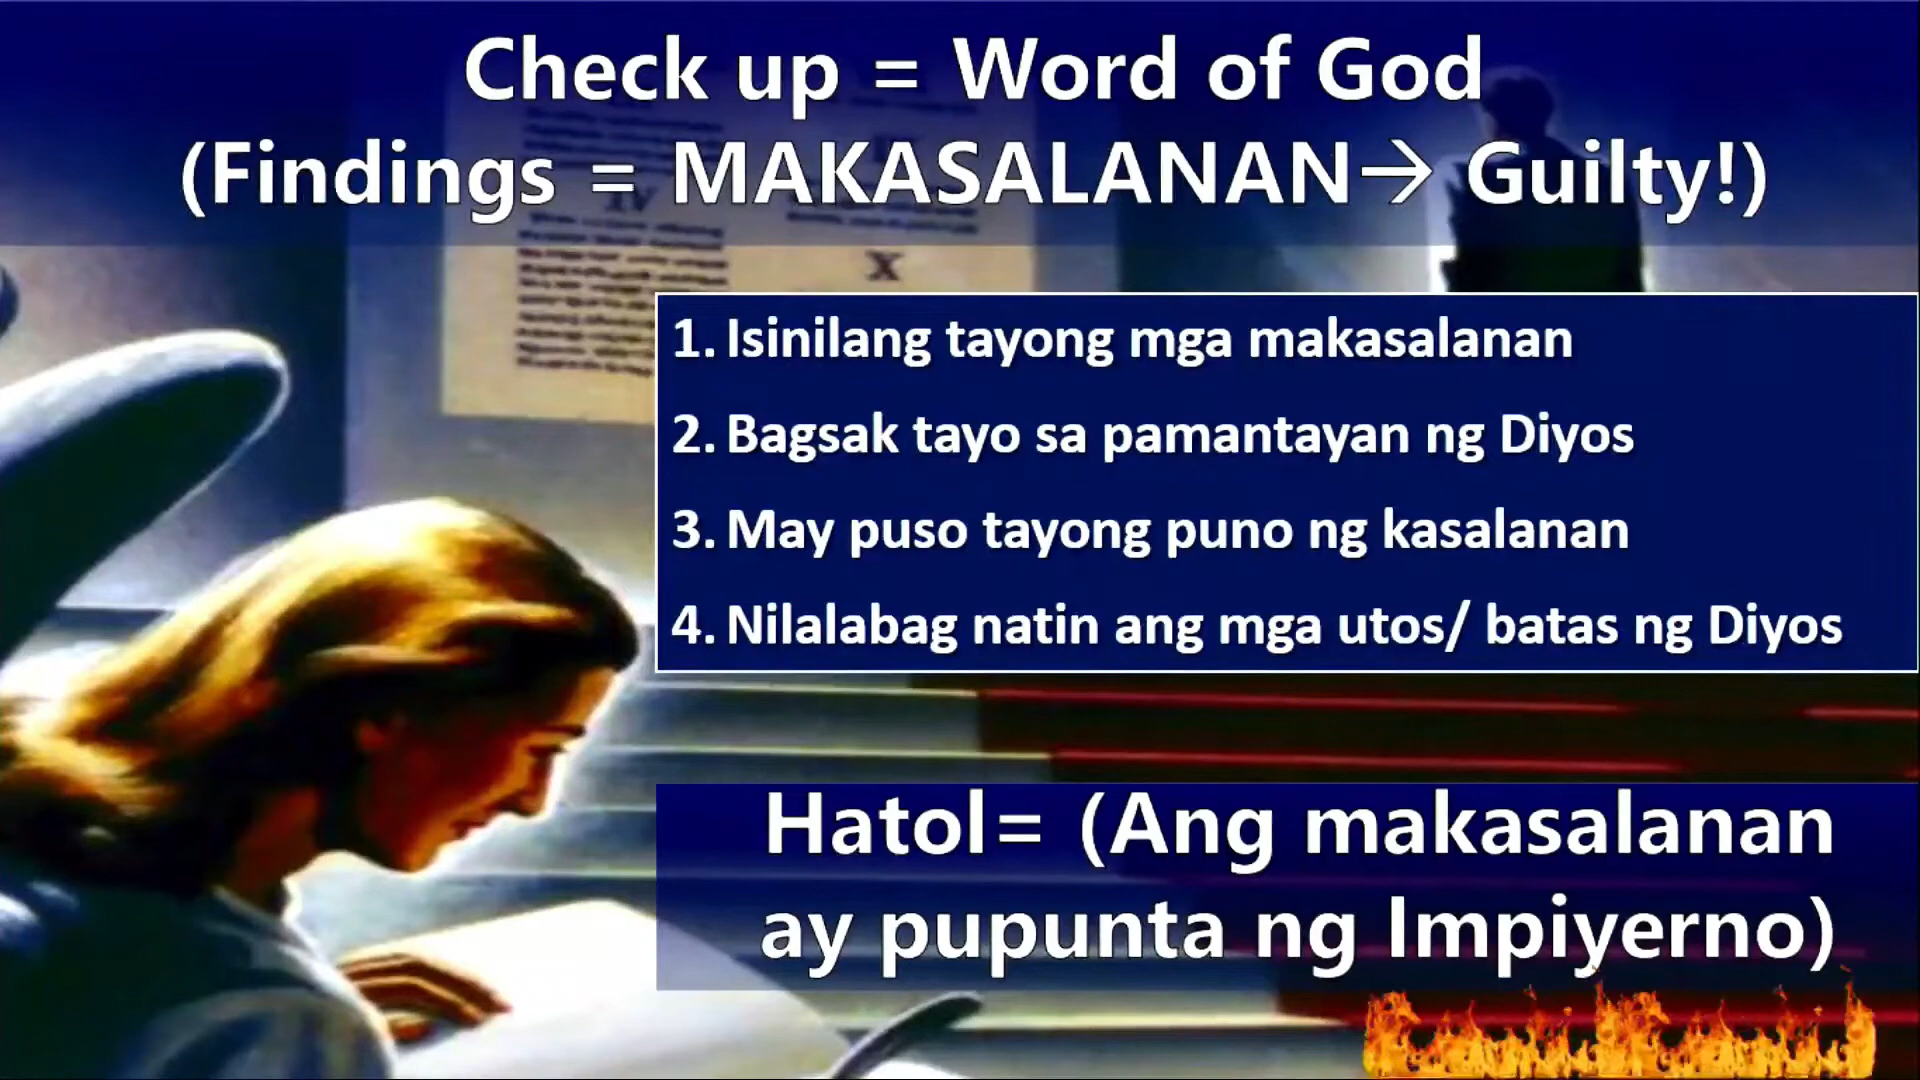 Check up = Word of God
(Findings = MAKASALANAN→ Guilty!)
IV
X
1. Isinilang tayong mga makasalanan
2. Bagsak tayo sa pamantayan ng Diyos
3. May puso tayong puno ng kasalanan
4. Nilalabag natin ang mga utos/ batas ng Diyos
Hatol= (Ang makasalanan
ay pupunta ng Impiyerno)